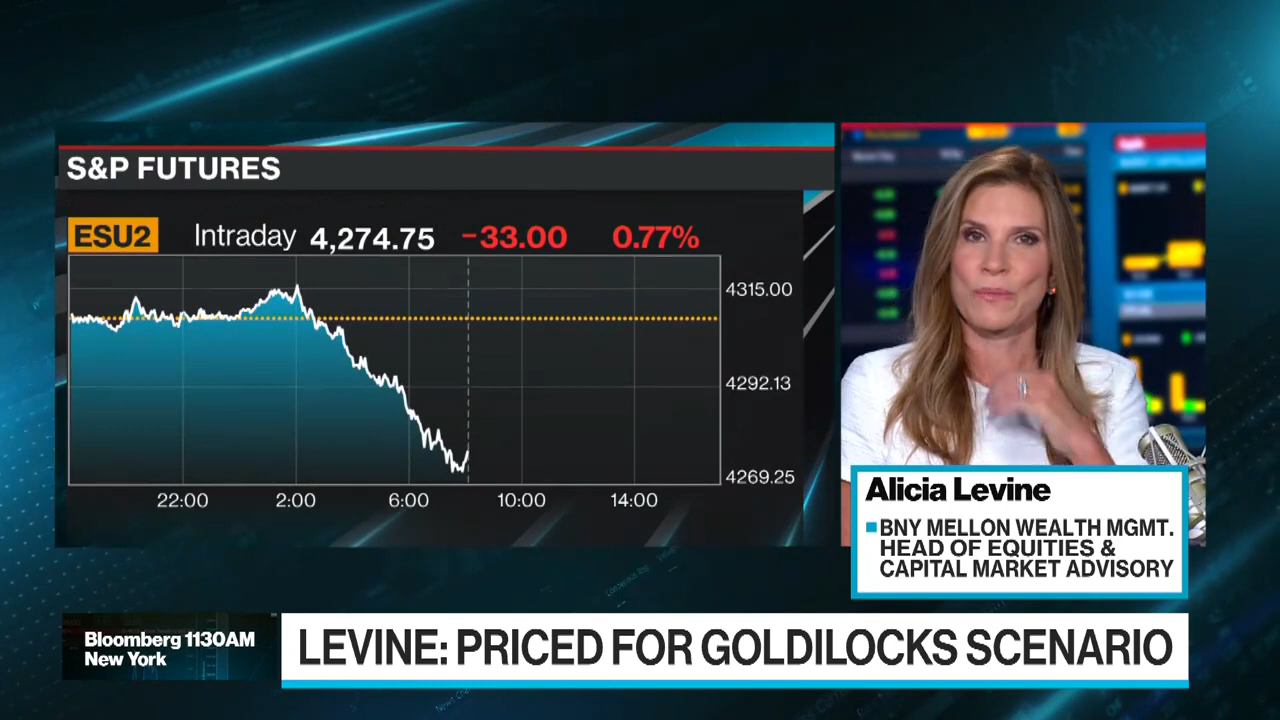 S&P FUTURES
ESU2 Intraday 4,274.75 -33.00 0.77%
4315.00
4292.13
4269.25
22:00 2:00 6:00 10:00 14:00
Alicia Levine
BNY MELLON WEALTH MGMT.
HEAD OF EQUITIES &
CAPITAL MARKET ADVISORY
Bloomberg 1130AM
New York
LEVINE: PRICED FOR GOLDILOCKS SCENARIO